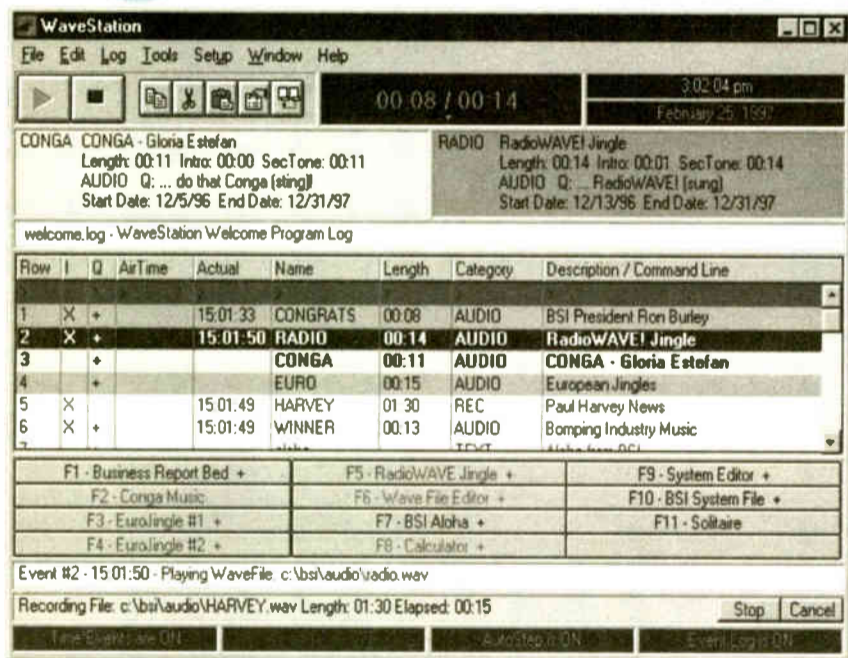 WaveStation
File Edit Log Tools Setup Window Help
00:08 / 00:14
3:02:04 pm
February 25, 1997
CONGA CONGA - Gloria Estefan
Length: 00:11 Intro: 00:00 SecTone: 00:11
AUDIO Q: ... do that Conga (sting)!
Start Date: 12/5/96 End Date: 12/31/97
RADIO RadioWAVE! Jingle
Length: 00:14 Intro: 00:01 SecTone: 00:14
AUDIO Q: ... RadioWAVE! (sung)
Start Date: 12/13/96 End Date: 12/31/97
welcome.log - WaveStation Welcome Program Log
Row I Q AirTime Actual Name Length Category Description / Command Line
1 X + 15:01:33 CONGRATS 00:08 AUDIO BSI President Ron Burley
2 X + 15:01:50 RADIO 00:14 AUDIO RadioWAVE! Jingle
3 + CONGA 00:11 AUDIO CONGA - Gloria Estefan
4 + EURO 00:15 AUDIO European Jingles
5 X 15:01:49 HARVEY 01:30 REC Paul Harvey News
6 X + 15:01:49 WINNER 00:13 AUDIO Bomping Industry Music
F1 - Business Report Bed +
F5 - RadioWAVE Jingle +
F9 - System Editor +
F2 - Conga Music
F6 - Wave File Editor +
F10 - BSI System File +
F3 - EuroJingle #1 +
F7 - BSI Aloha +
F11 - Solitaire
F4 - EuroJingle #2 +
F8 - Calculator +
Event #2 - 15:01:50 - Playing WaveFile: c:\bsi\audio\radio.wav
Recording File: c:\bsi\audio\HARVEY.wav Length: 01:30 Elapsed: 00:15
Stop Cancel
Time Events are ON
AutoStep is ON
Event Log is ON